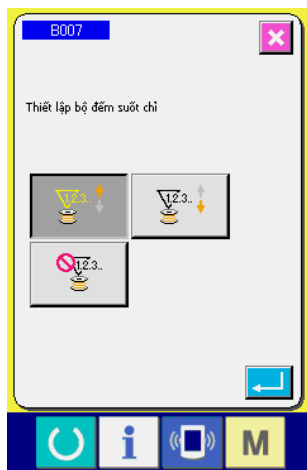 B007
Thiết lập bộ đếm suốt chỉ
1.2.3.. 1.2.3..
1.2.3..
i M